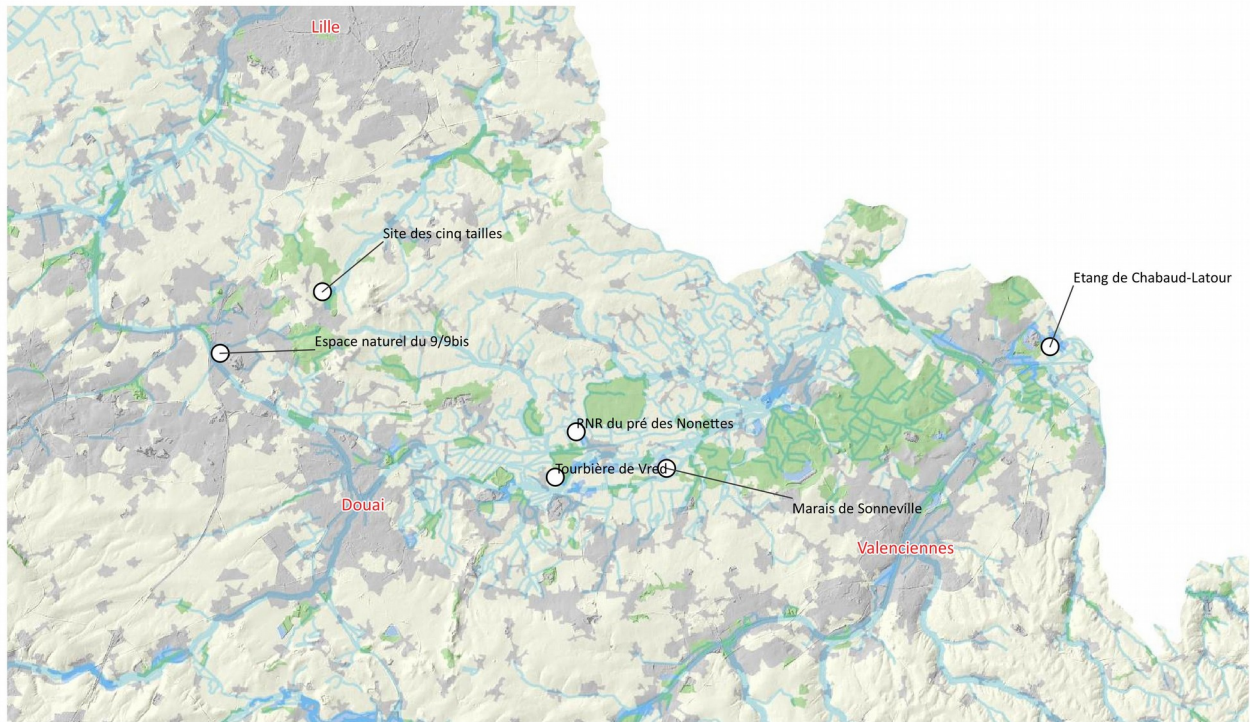 Lille
Site des cinq tailles
Etang de Chabaud-Latour
Espace naturel du 9/9bis
RNR du pré des Nonettes
Tourbière de Vred
Douai
Marais de Sonneville
Valenciennes